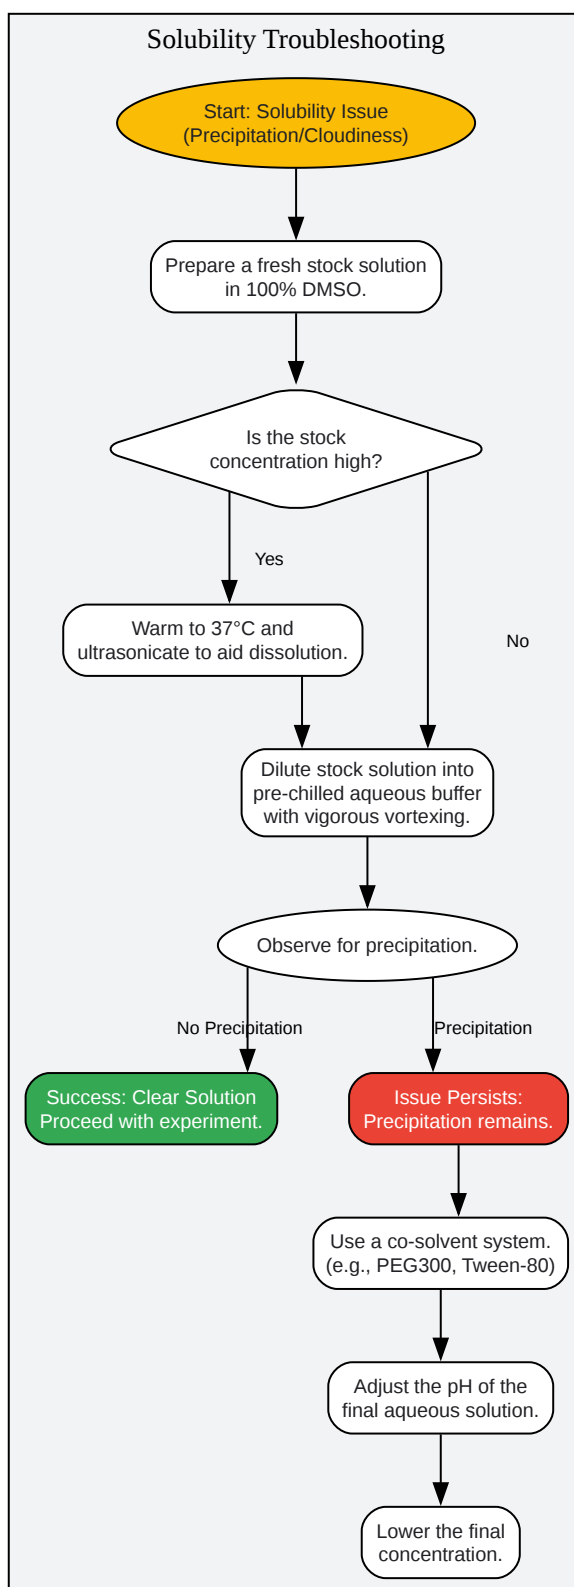 Solubility Troubleshooting
Start: Solubility Issue
(Precipitation/Cloudiness)
Prepare a fresh stock solution
in 100% DMSO.
Is the stock
concentration high?
Yes
Warm to 37°C and
ultrasonicate to aid dissolution.
No
Dilute stock solution into
pre-chilled aqueous buffer
with vigorous vortexing.
Observe for precipitation.
No Precipitation
Precipitation
Success: Clear Solution
Proceed with experiment.
Issue Persists:
Precipitation remains.
Use a co-solvent system.
(e.g., PEG300, Tween-80)
Adjust the pH of the
final aqueous solution.
Lower the final
concentration.